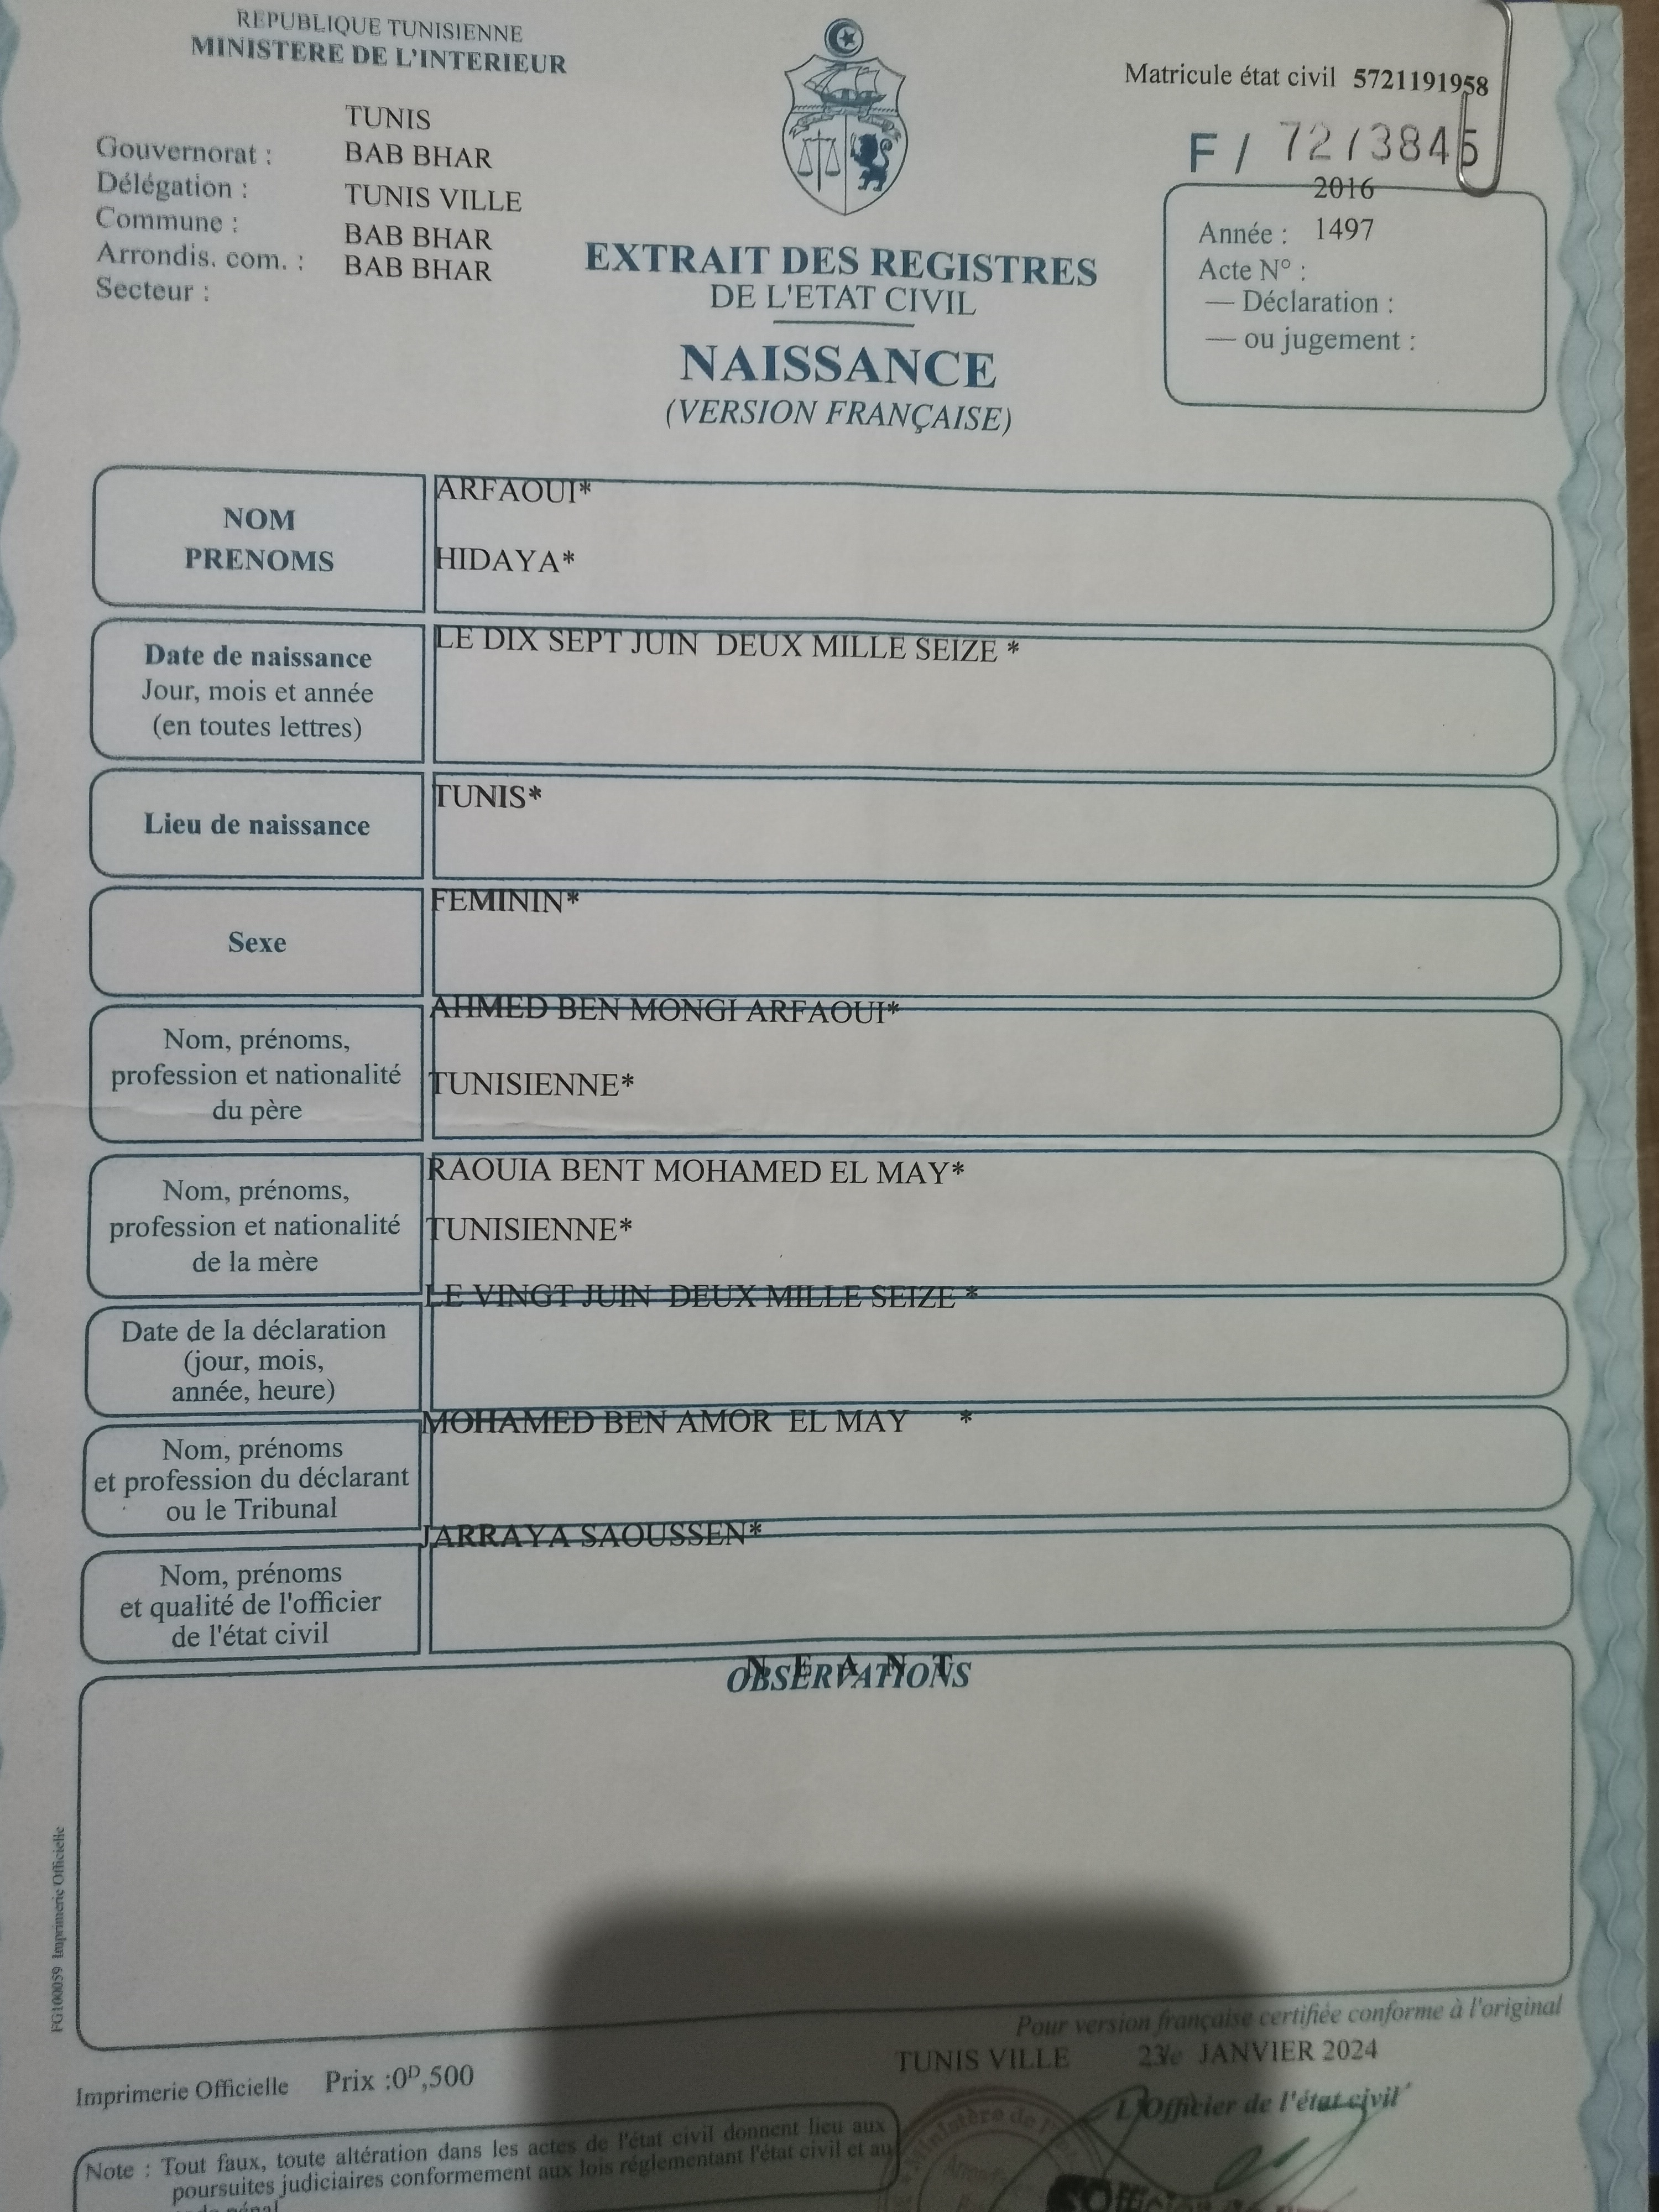 REPUBLIQUE TUNISIENNE
MINISTERE DE L'INTERIEUR
Matricule état civil 5721191958
F / 72 / 3845
TUNIS
Gouvernorat : BAB BHAR
Délégation : TUNIS VILLE
Commune : BAB BHAR
Arrondis. com. : BAB BHAR
Secteur :
2016
Année : 1497
Acte N° :
— Déclaration :
— ou jugement :
EXTRAIT DES REGISTRES
DE L'ETAT CIVIL
NAISSANCE
(VERSION FRANÇAISE)
NOM
PRENOMS
ARFAOUI*
HIDAYA*
Date de naissance
Jour, mois et année
(en toutes lettres)
LE DIX SEPT JUIN DEUX MILLE SEIZE *
Lieu de naissance
TUNIS*
Sexe
FEMININ*
Nom, prénoms,
profession et nationalité
du père
AHMED BEN MONGI ARFAOUI*
TUNISIENNE*
Nom, prénoms,
profession et nationalité
de la mère
RAOUIA BENT MOHAMED EL MAY*
TUNISIENNE*
Date de la déclaration
(jour, mois,
année, heure)
LE VINGT JUIN DEUX MILLE SEIZE *
Nom, prénoms
et profession du déclarant
ou le Tribunal
MOHAMED BEN AMOR EL MAY *
Nom, prénoms
et qualité de l'officier
de l'état civil
JARRAYA SAOUSSEN*
OBSERVATIONS
N E A N T
FG100059 Imprimerie Officielle
Pour version française certifiée conforme à l'original
TUNIS VILLE 23 le JANVIER 2024
L'Officier de l'état civil
Imprimerie Officielle Prix :0ᴰ,500
Note : Tout faux, toute altération dans les actes de l'état civil donnent lieu aux
poursuites judiciaires conformement aux lois réglementant l'état civil et au
pénal
Ministère de